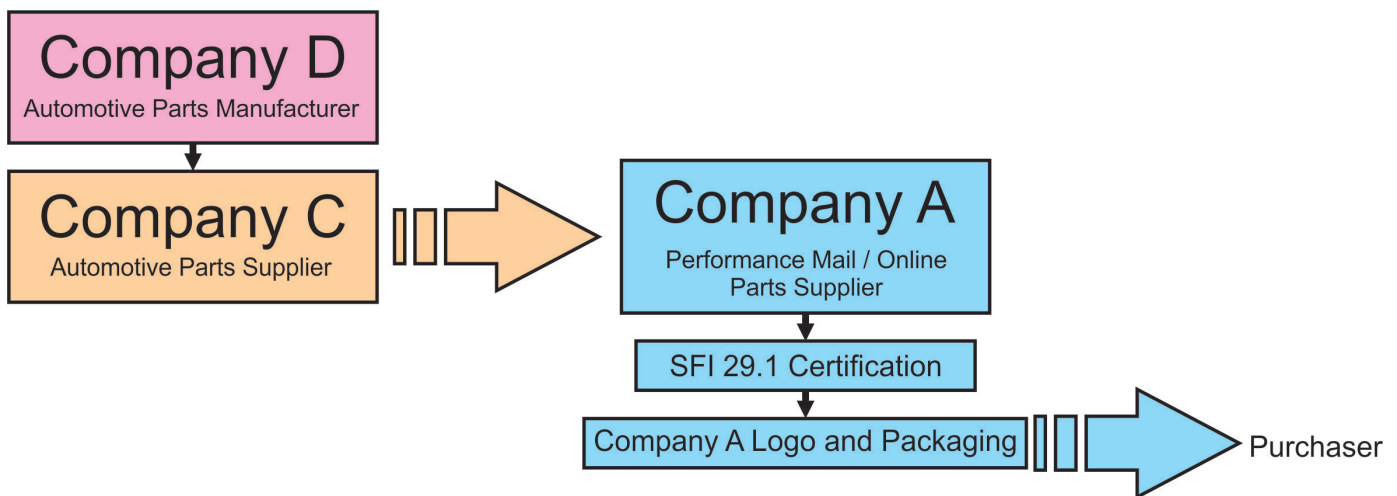 Company D
Automotive Parts Manufacturer
Company C
Automotive Parts Supplier
Company A
Performance Mail / Online
Parts Supplier
SFI 29.1 Certification
Company A Logo and Packaging
Purchaser